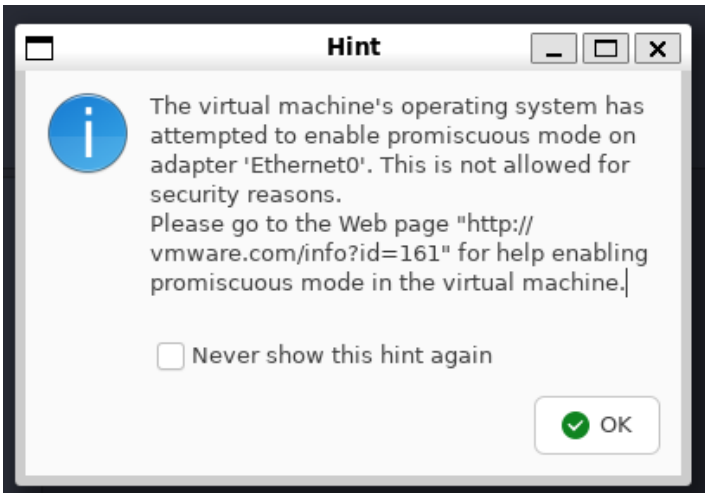 Hint
The virtual machine's operating system has
attempted to enable promiscuous mode on
adapter 'Ethernet0'. This is not allowed for
security reasons.
Please go to the Web page "http://
vmware.com/info?id=161" for help enabling
promiscuous mode in the virtual machine.
Never show this hint again
OK